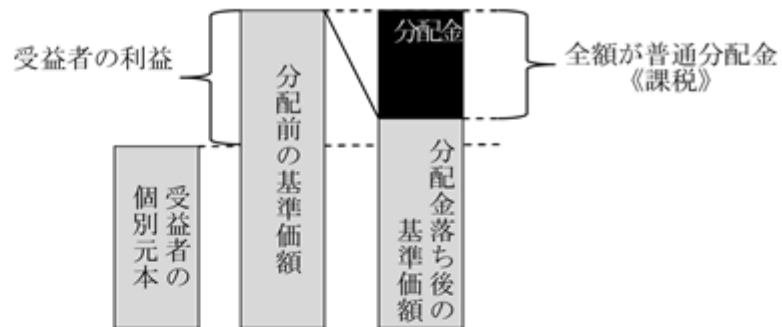 受益者の利益
分配前の基準価額
分配金
全額が普通分配金
《課税》
受益者の
個別元本
分配金落ち後の
基準価額